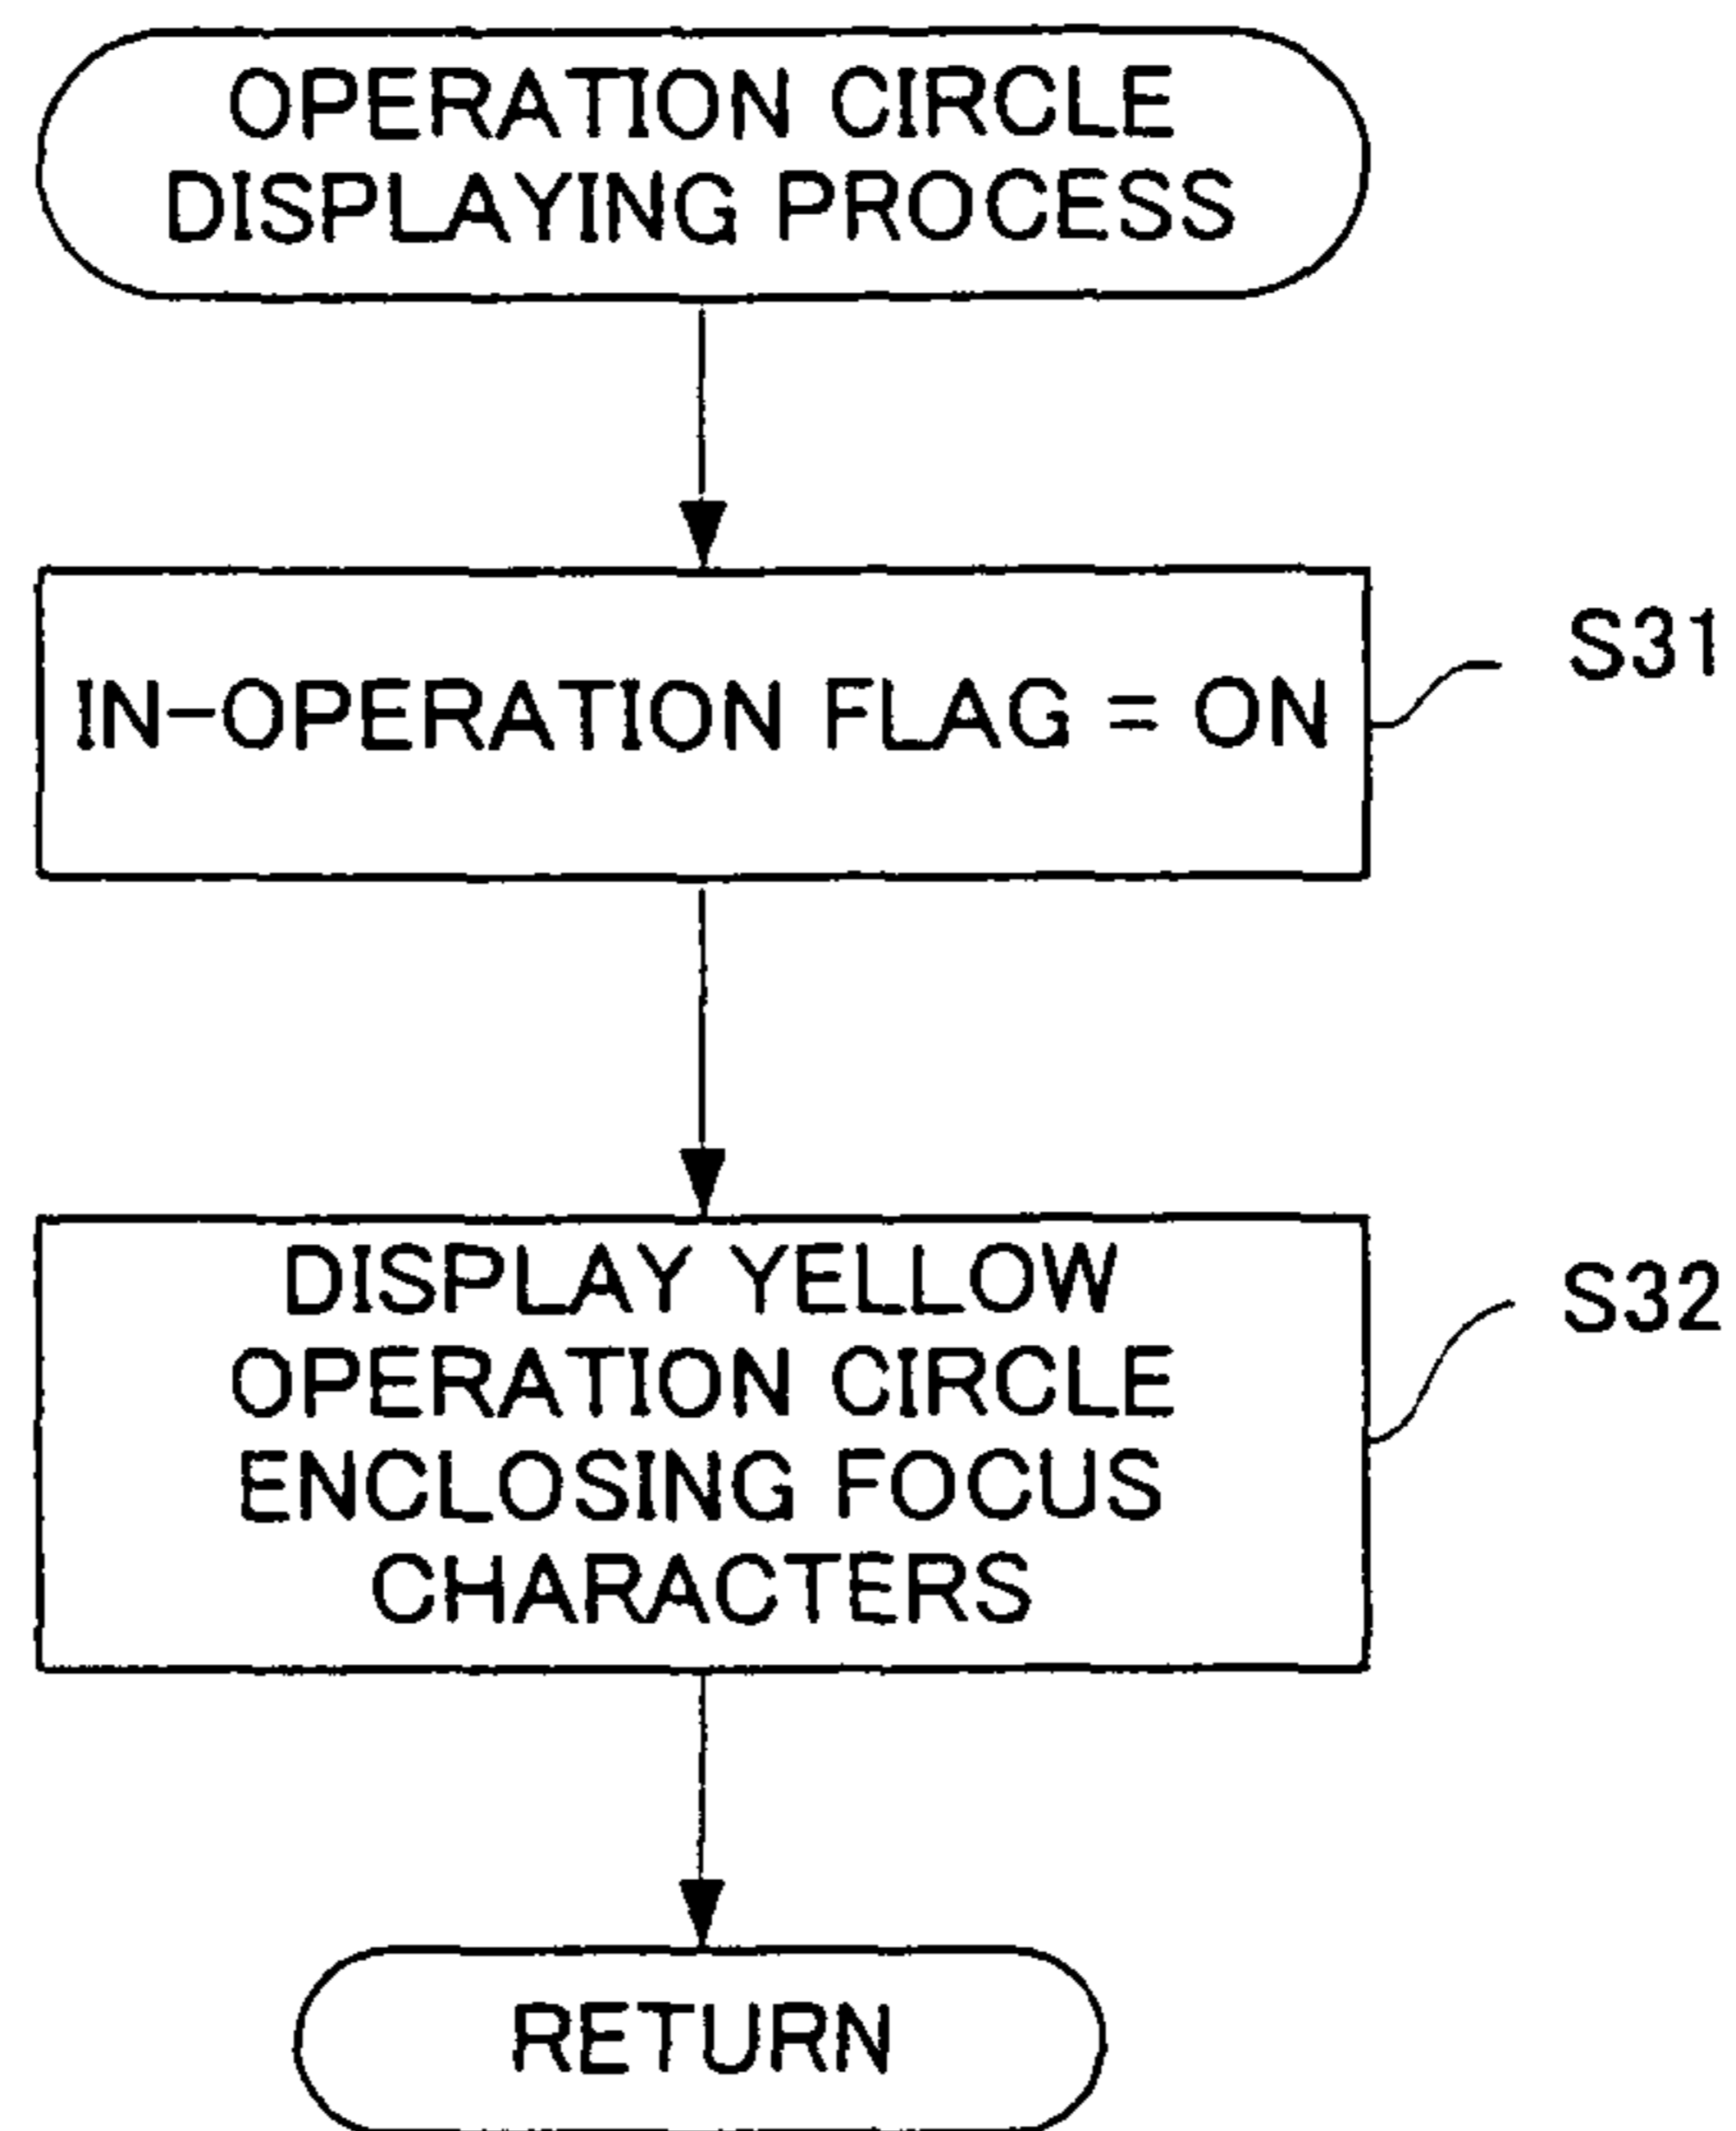 OPERATION CIRCLE
DISPLAYING PROCESS
IN-OPERATION FLAG = ON
S31
DISPLAY YELLOW
OPERATION CIRCLE
ENCLOSING FOCUS
CHARACTERS
S32
RETURN